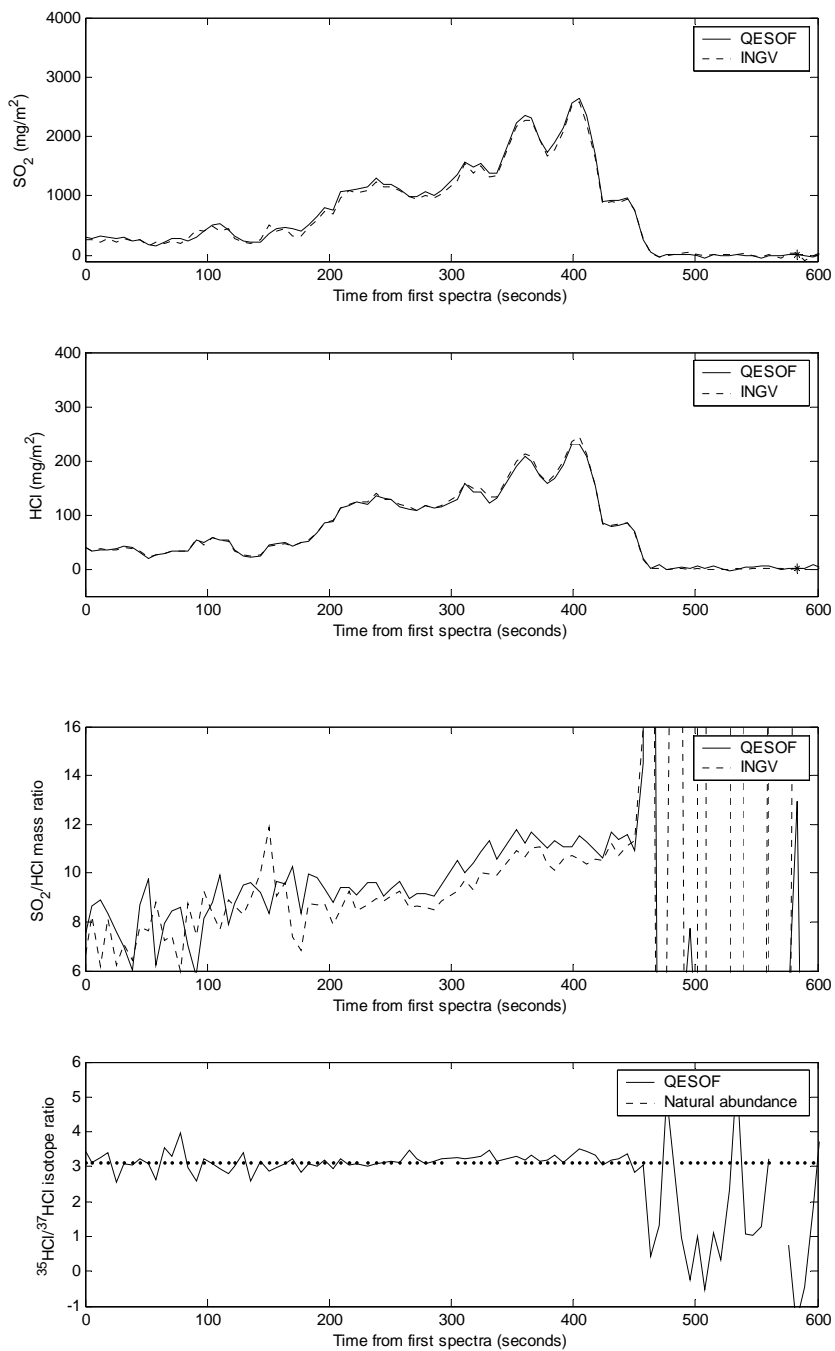 4000
3000
2000
1000
0
SO2 (mg/m2)
QESOF
INGV
0 100 200 300 400 500 600
Time from first spectra (seconds)
400
300
200
100
0
HCl (mg/m2)
QESOF
INGV
0 100 200 300 400 500 600
Time from first spectra (seconds)
16
14
12
10
8
6
SO2/HCl mass ratio
QESOF
INGV
0 100 200 300 400 500 600
Time from first spectra (seconds)
6
5
4
3
2
1
0
-1
35HCl/37HCl isotope ratio
QESOF
Natural abundance
0 100 200 300 400 500 600
Time from first spectra (seconds)